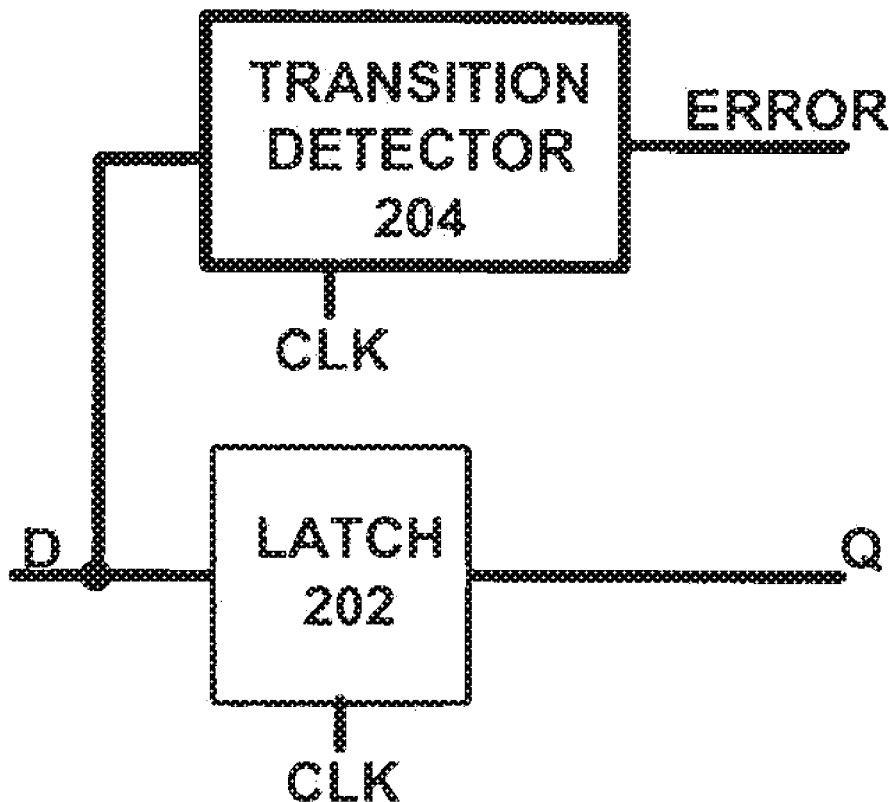 TRANSITION
DETECTOR
204
ERROR
CLK
D
LATCH
202
Q
CLK